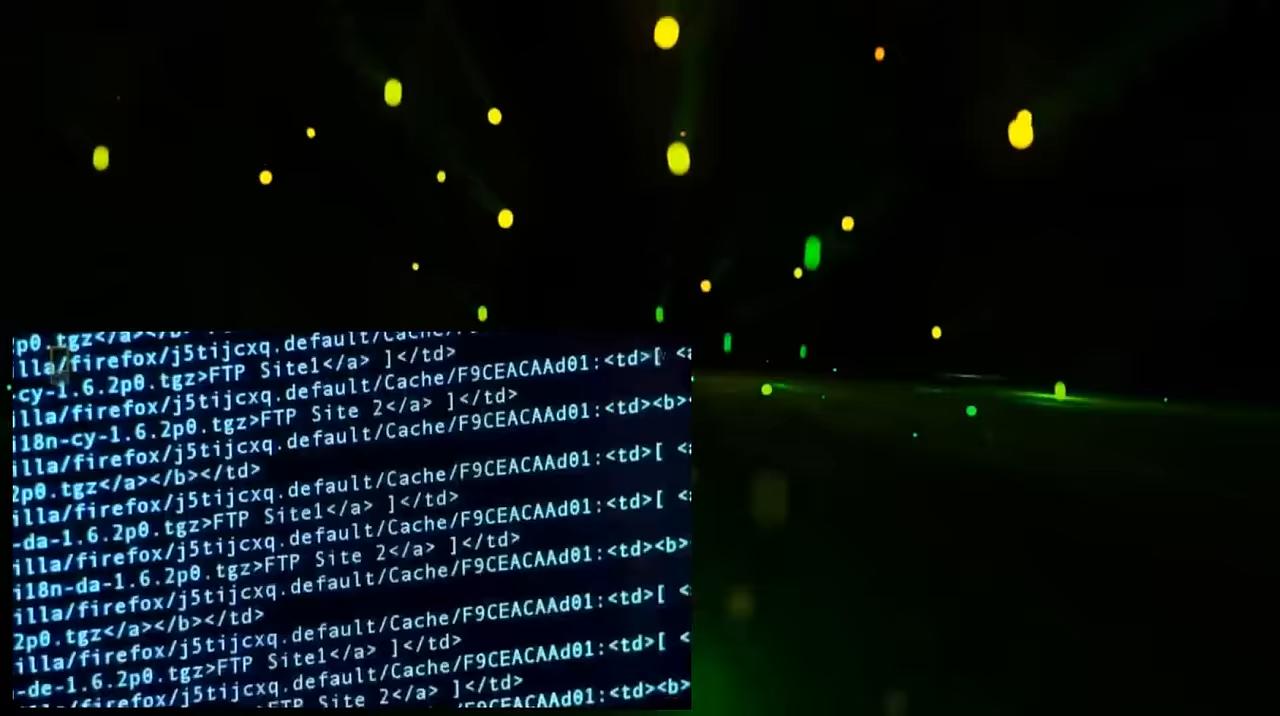 p0.tgz</a></b>
illa/firefox/j5tijcxq.default/Cache/
-cy-1.6.2p0.tgz>FTP Site1</a> ]</td>
illa/firefox/j5tijcxq.default/Cache/F9CEACAAd01:<td>[ <a
i18n-cy-1.6.2p0.tgz>FTP Site 2</a> ]</td>
illa/firefox/j5tijcxq.default/Cache/F9CEACAAd01:<td><b><
2p0.tgz</a></b></td>
illa/firefox/j5tijcxq.default/Cache/F9CEACAAd01:<td>[ <a
-da-1.6.2p0.tgz>FTP Site1</a> ]</td>
illa/firefox/j5tijcxq.default/Cache/F9CEACAAd01:<td>[ <a
i18n-da-1.6.2p0.tgz>FTP Site 2</a> ]</td>
illa/firefox/j5tijcxq.default/Cache/F9CEACAAd01:<td><b>
2p0.tgz</a></b></td>
illa/firefox/j5tijcxq.default/Cache/F9CEACAAd01:<td>[ <
-de-1.6.2p0.tgz>FTP Site1</a> ]</td>
illa/firefox/j5tijcxq.default/Cache/F9CEACAAd01:<td>[ <
FTP Site 2</a> ]</td>
F9CEACAAd01:<td><b>